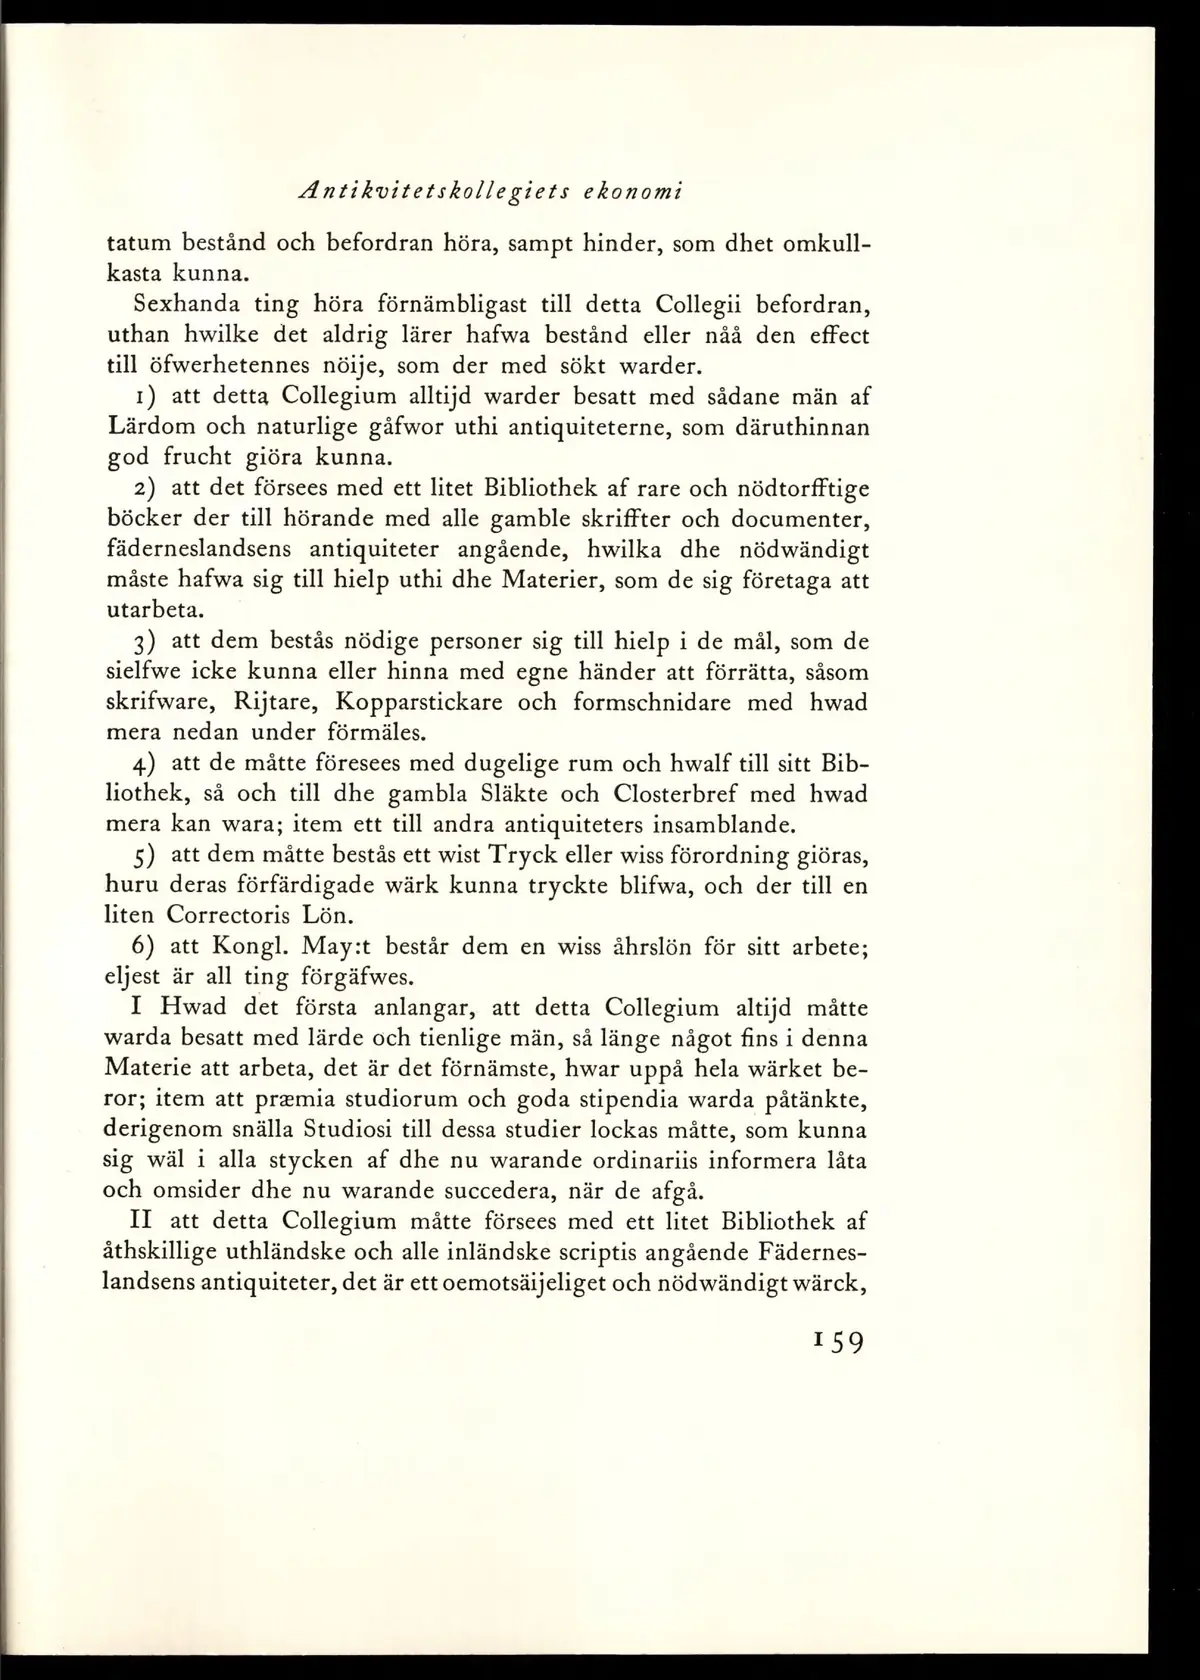 Antikvitetskollegiets ekonomi
tatum bestånd och befordran höra, sampt hinder, som dhet omkull-
kasta kunna.
Sexhanda ting höra förnämbligast till detta Collegii befordran,
uthan hwilke det aldrig lärer hafwa bestånd eller nåå den effect
till öfwerhetennes nöije, som der med sökt warder.
1) att detta Collegium alltijd warder besatt med sådane män af
Lärdom och naturlige gåfwor uthi antiquiteterne, som däruthinnan
god frucht giöra kunna.
2) att det försees med ett litet Bibliothek af rare och nödtorfftige
böcker der till hörande med alle gamble skriffter och documenter,
fäderneslandsens antiquiteter angående, hwilka dhe nödwändigt
måste hafwa sig till hielp uthi dhe Materier, som de sig företaga att
utarbeta.
3) att dem bestås nödige personer sig till hielp i de mål, som de
sielfwe icke kunna eller hinna med egne händer att förrätta, såsom
skrifware, Rijtare, Kopparstickare och formschnidare med hwad
mera nedan under förmäles.
4) att de måtte föresees med dugelige rum och hwalf till sitt Bib-
liothek, så och till dhe gambla Släkte och Closterbref med hwad
mera kan wara; item ett till andra antiquiteters insamblande.
5) att dem måtte bestås ett wist Tryck eller wiss förordning giöras,
huru deras förfärdigade wärk kunna tryckte blifwa, och der till en
liten Correctoris Lön.
6) att Kongl. May:t består dem en wiss åhrslön för sitt arbete;
eljest är all ting förgäfwes.
I Hwad det första anlangar, att detta Collegium altijd måtte
warda besatt med lärde och tienlige män, så länge något fins i denna
Materie att arbeta, det är det förnämste, hwar uppå hela wärket be-
ror; item att præmia studiorum och goda stipendia warda påtänkte,
derigenom snälla Studiosi till dessa studier lockas måtte, som kunna
sig wäl i alla stycken af dhe nu warande ordinariis informera låta
och omsider dhe nu warande succedera, när de afgå.
II att detta Collegium måtte försees med ett litet Bibliothek af
åthskillige uthländske och alle inländske scriptis angående Fädernes-
landsens antiquiteter, det är ett oemotsäijeliget och nödwändigt wärck,
159